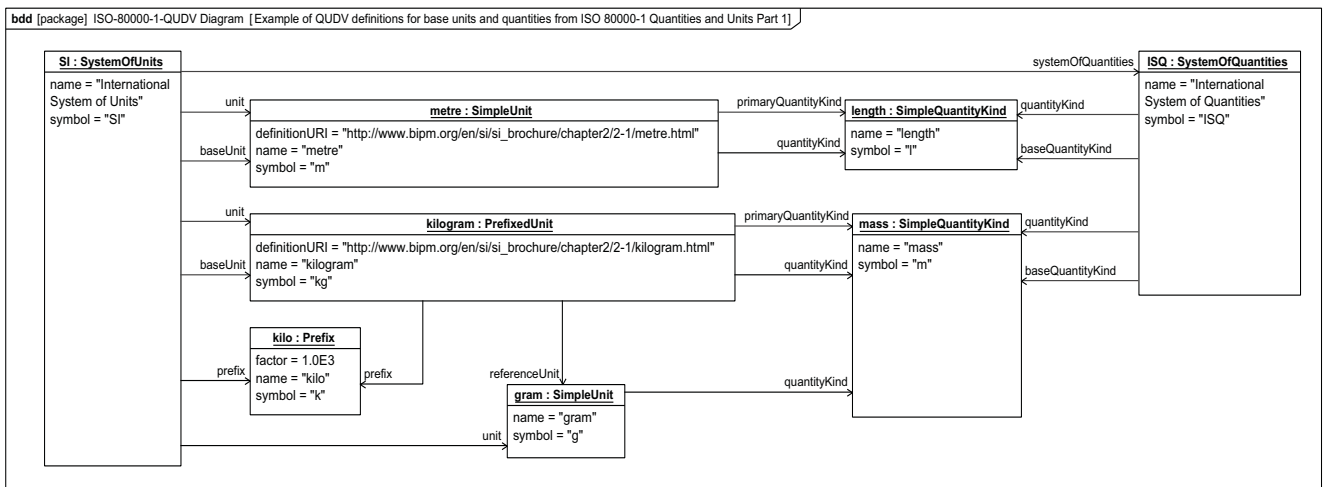 bdd [package] ISO-80000-1-QUDV Diagram [Example of QUDV definitions for base units and quantities from ISO 80000-1 Quantities and Units Part 1]
SI : SystemOfUnits
name = "International
System of Units"
symbol = "SI"
systemOfQuantities
ISQ : SystemOfQuantities
name = "International
System of Quantities"
symbol = "ISQ"
unit
baseUnit
metre : SimpleUnit
definitionURI = "http://www.bipm.org/en/si/si_brochure/chapter2/2-1/metre.html"
name = "metre"
symbol = "m"
primaryQuantityKind
quantityKind
length : SimpleQuantityKind
name = "length"
symbol = "l"
quantityKind
baseQuantityKind
unit
baseUnit
kilogram : PrefixedUnit
definitionURI = "http://www.bipm.org/en/si/si_brochure/chapter2/2-1/kilogram.html"
name = "kilogram"
symbol = "kg"
primaryQuantityKind
quantityKind
mass : SimpleQuantityKind
name = "mass"
symbol = "m"
quantityKind
baseQuantityKind
prefix
kilo : Prefix
factor = 1.0E3
name = "kilo"
symbol = "k"
prefix
referenceUnit
unit
gram : SimpleUnit
name = "gram"
symbol = "g"
quantityKind